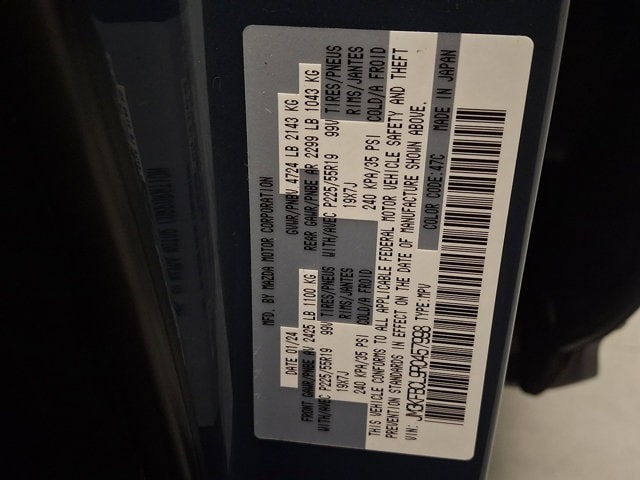 MFD. BY MAZDA MOTOR CORPORATION
DATE 01/24 GVWR/PNBV 4724 LB 2143 KG
FRONT GAWR/PNBE AV 2425 LB 1100 KG REAR GAWR/PNBE AR 2299 LB 1043 KG
WITH/AVEC P225/55R19 99V TIRES/PNEUS WITH/AVEC P225/55R19 99V TIRES/PNEUS
19X7J RIMS/JANTES 19X7J RIMS/JANTES
240 KPA/35 PSI COLD/A FROID 240 KPA/35 PSI COLD/A FROID
THIS VEHICLE CONFORMS TO ALL APPLICABLE FEDERAL MOTOR VEHICLE SAFETY AND THEFT
PREVENTION STANDARDS IN EFFECT ON THE DATE OF MANUFACTURE SHOWN ABOVE.
VIN: JM3KFBCL9R0457998 TYPE:MPV COLOR CODE:47C MADE IN JAPAN